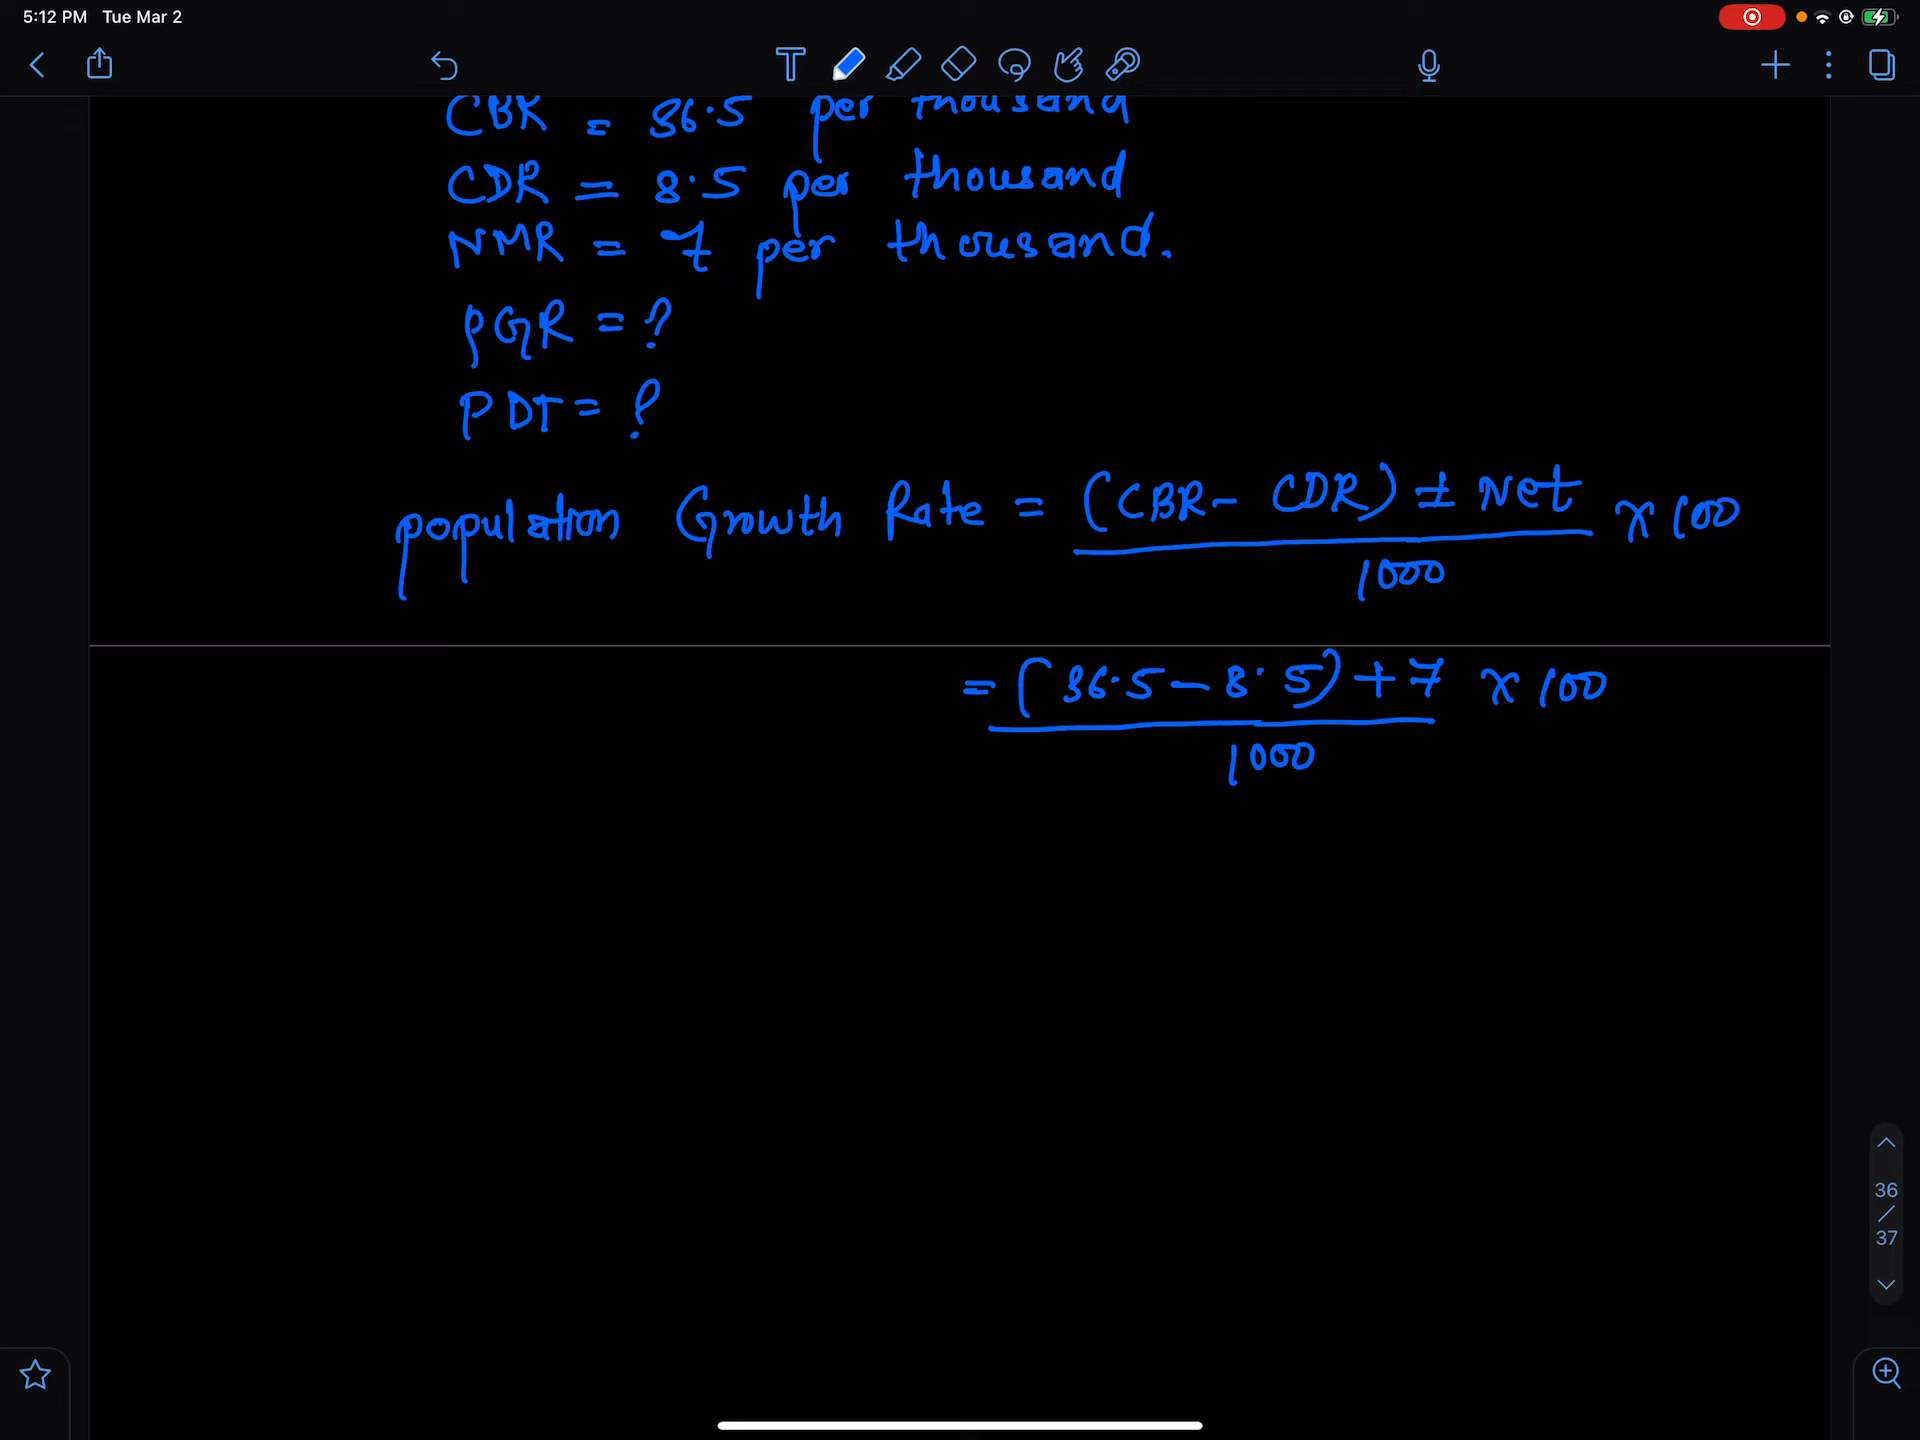 5:12 PM Tue Mar 2
CBR = 36.5 per thousand
CDR = 8.5 per thousand
NMR = 7 per thousand.
PGR = ?
PDT = ?
population Growth Rate = (CBR - CDR) ± Net × 100
1000
= (36.5 - 8.5) + 7 × 100
1000
36
/
37